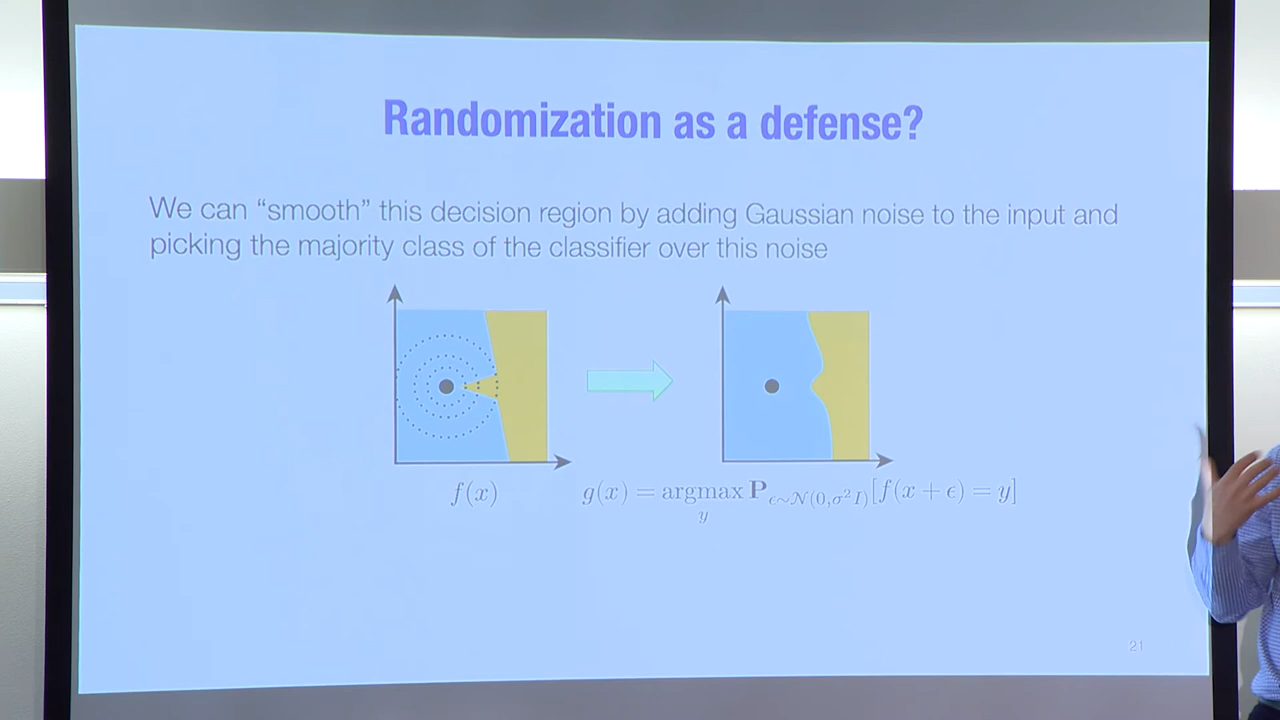 Randomization as a defense?
We can “smooth” this decision region by adding Gaussian noise to the input and
picking the majority class of the classifier over this noise
f(x)
g(x) = argmax P_{ϵ∼𝒩(0,σ²I)}[f(x + ϵ) = y]
y
21